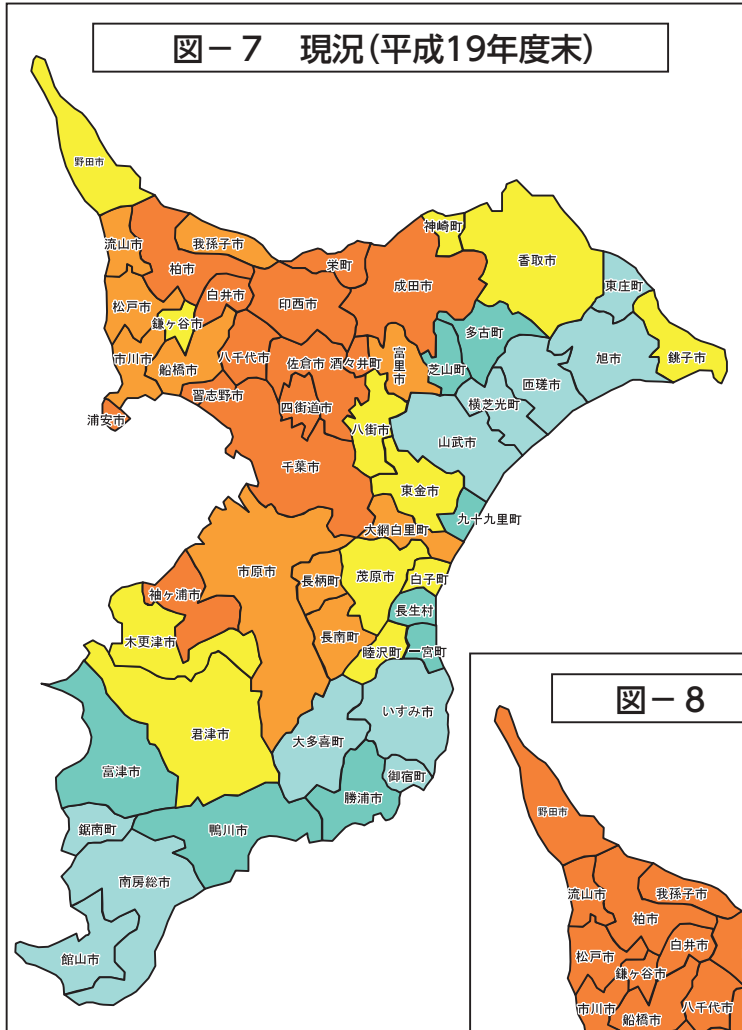 図－7　現況(平成19年度末)
野田市
流山市
我孫子市
柏市
松戸市
白井市
鎌ヶ谷市
市川市
船橋市
浦安市
八千代市
習志野市
印西市
栄町
成田市
神崎町
香取市
東庄町
銚子市
旭市
匝瑳市
多古町
芝山町
横芝光町
佐倉市
酒々井町
富里市
四街道市
八街市
山武市
千葉市
東金市
九十九里町
大網白里町
市原市
長柄町
茂原市
白子町
長生村
長南町
睦沢町
一宮町
袖ヶ浦市
木更津市
君津市
富津市
いすみ市
大多喜町
御宿町
勝浦市
鴨川市
鋸南町
南房総市
館山市
図－8
野田市
流山市
我孫子市
柏市
松戸市
白井市
鎌ヶ谷市
市川市
船橋市
八千代市